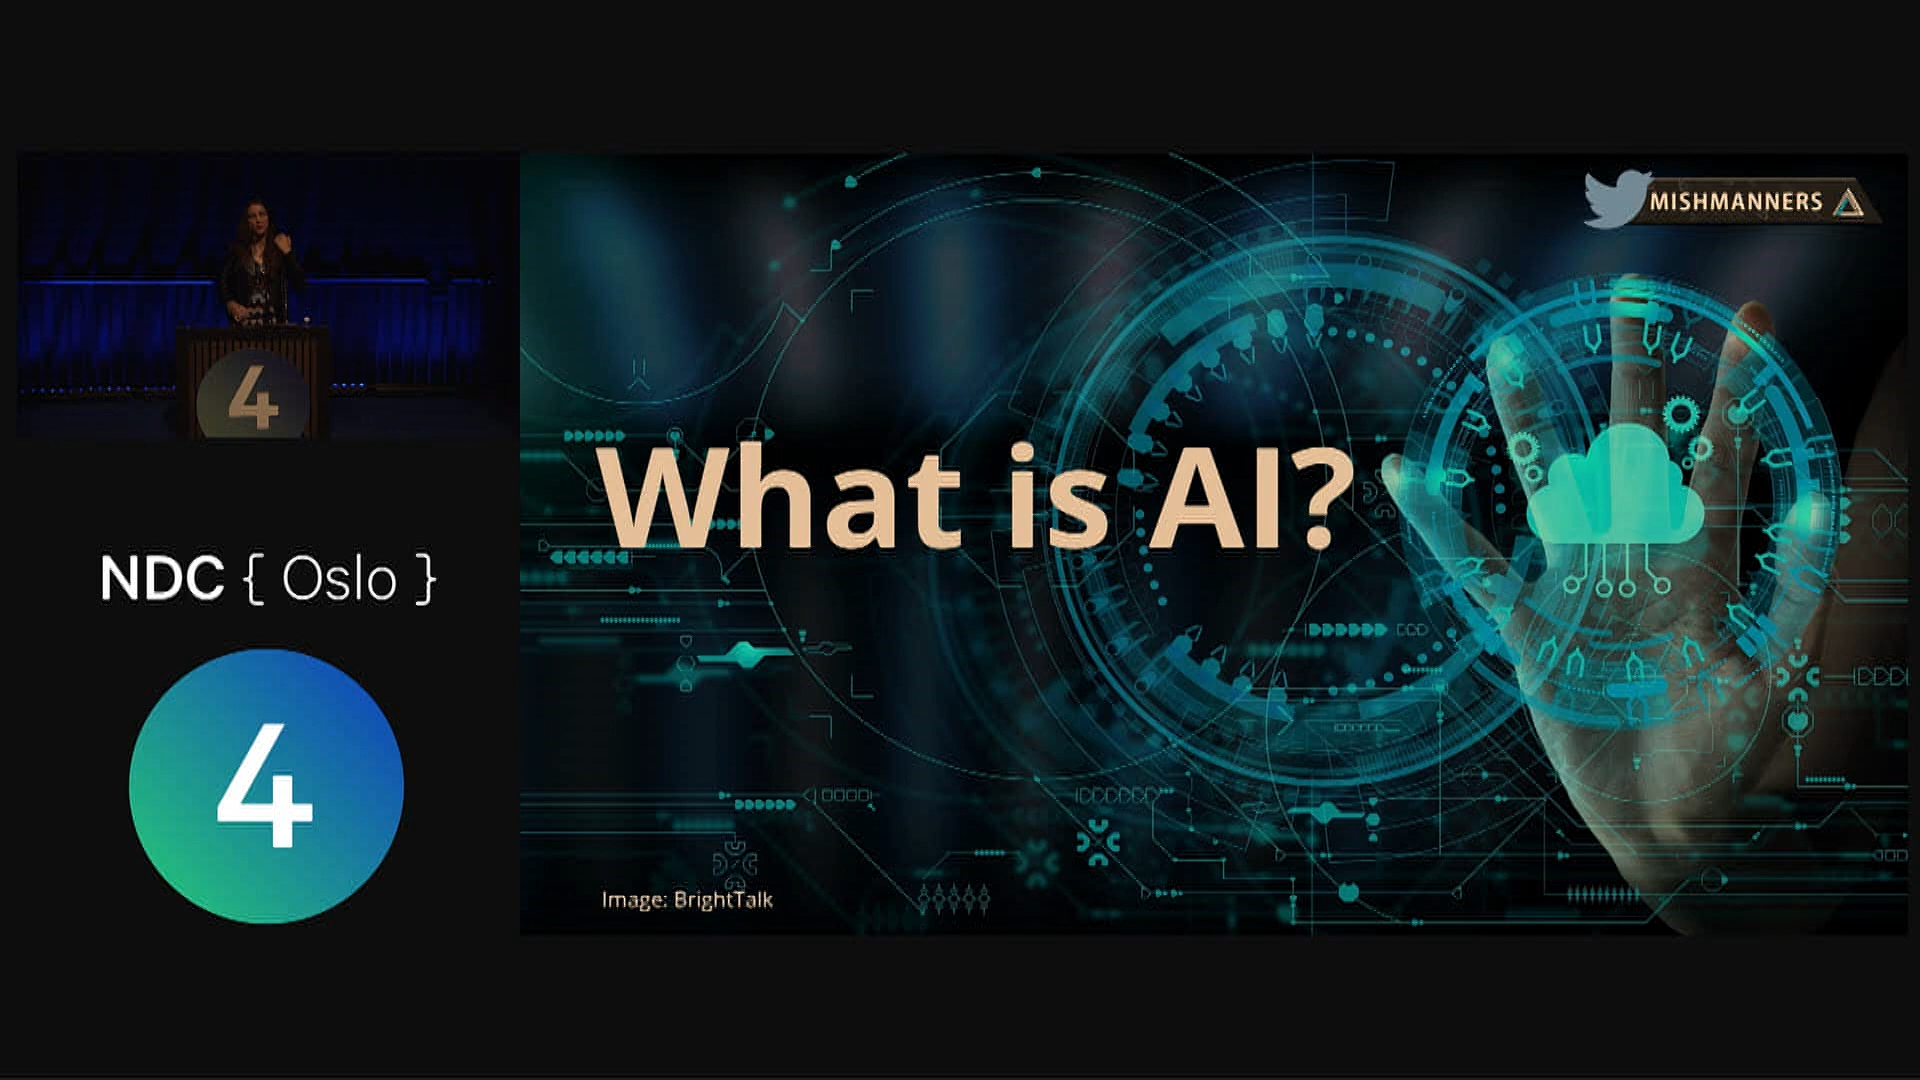 MISHMANNERS
4
What is AI?
NDC { Oslo }
4
Image: BrightTalk